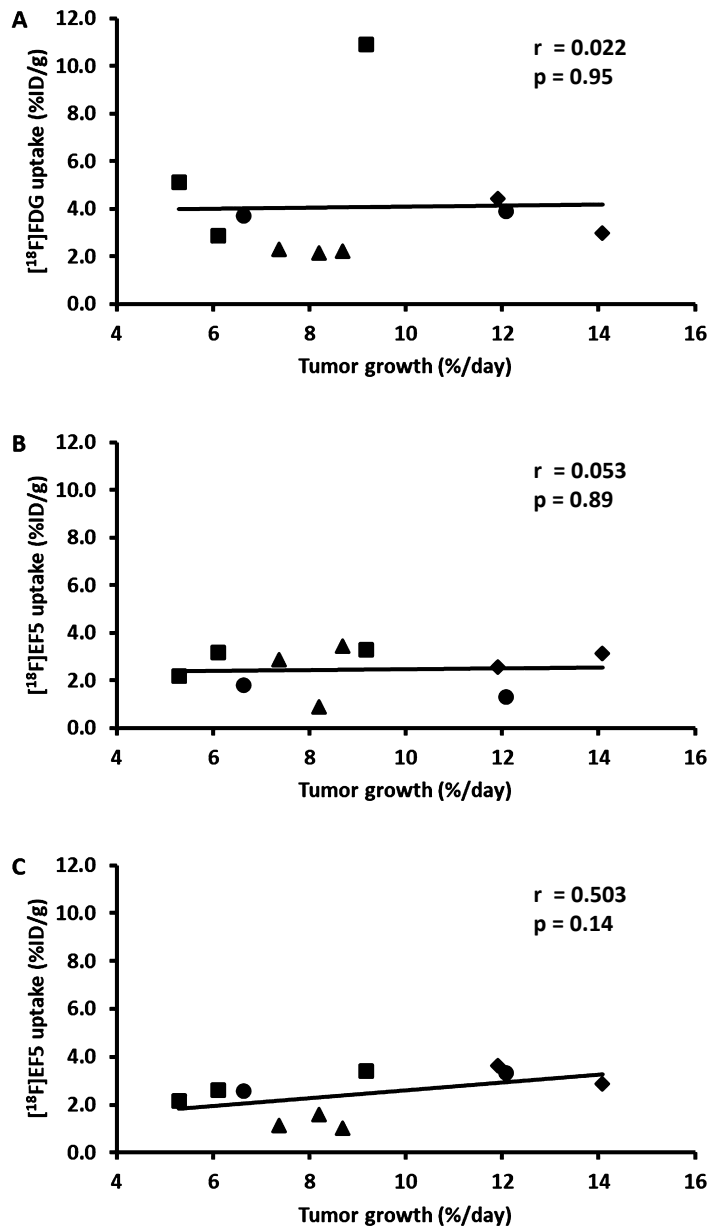 A
[¹⁸F]FDG uptake (%ID/g)
12.0
10.0
8.0
6.0
4.0
2.0
0.0
r = 0.022
p = 0.95
4 6 8 10 12 14 16
Tumor growth (%/day)
B
[¹⁸F]EF5 uptake (%ID/g)
12.0
10.0
8.0
6.0
4.0
2.0
0.0
r = 0.053
p = 0.89
4 6 8 10 12 14 16
Tumor growth (%/day)
C
[¹⁸F]EF5 uptake (%ID/g)
12.0
10.0
8.0
6.0
4.0
2.0
0.0
r = 0.503
p = 0.14
4 6 8 10 12 14 16
Tumor growth (%/day)